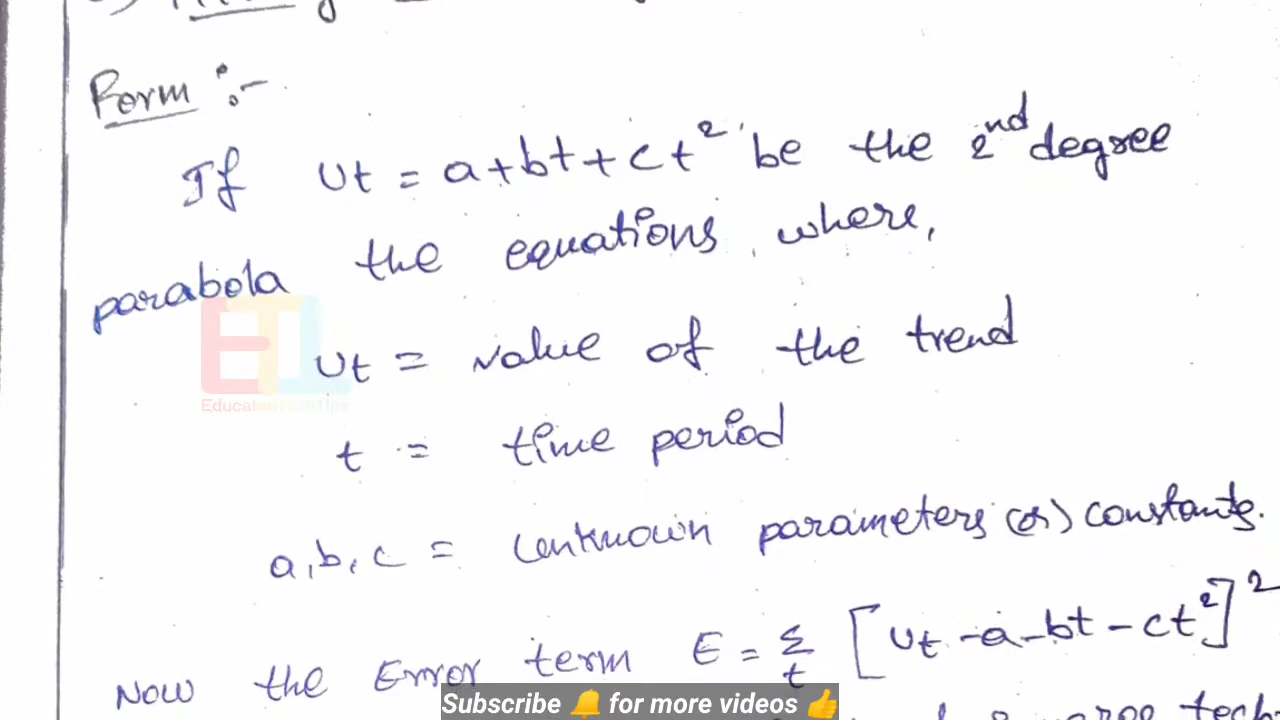 Form :-
If Ut = a+bt+ct² be the 2nd degree
parabola the equations, where,
Ut = value of the trend
t = time period
a,b,c = unknown parameters (or) constants.
Now the Error term E = Σ t [Ut -a-bt-ct²]²
Subscribe 🔔 for more videos 👍